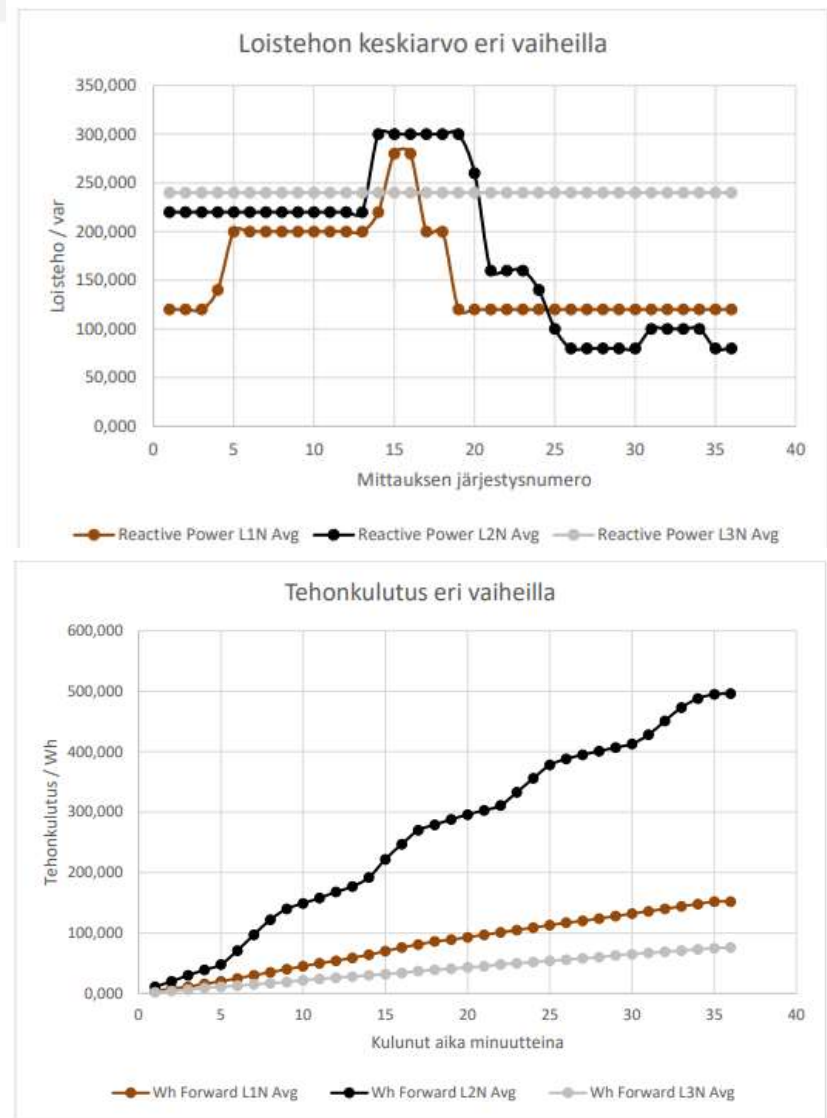 Loistehon keskiarvo eri vaiheilla
350,000
300,000
250,000
200,000
150,000
100,000
50,000
0,000
Loisteho / var
0 5 10 15 20 25 30 35 40
Mittauksen järjestysnumero
Reactive Power L1N Avg Reactive Power L2N Avg Reactive Power L3N Avg
Tehonkulutus eri vaiheilla
600,000
500,000
400,000
300,000
200,000
100,000
0,000
Tehonkulutus / Wh
0 5 10 15 20 25 30 35 40
Kulunut aika minuutteina
Wh Forward L1N Avg Wh Forward L2N Avg Wh Forward L3N Avg